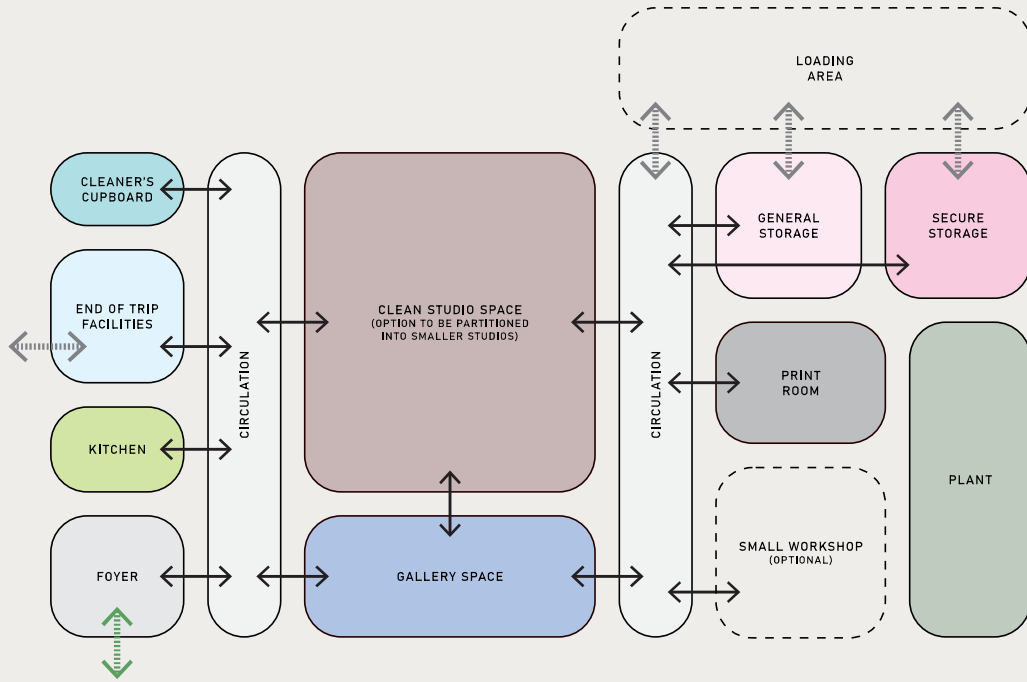 LOADING
AREA
CLEANER'S
CUPBOARD
END OF TRIP
FACILITIES
KITCHEN
FOYER
CIRCULATION
CLEAN STUDIO SPACE
(OPTION TO BE PARTITIONED
INTO SMALLER STUDIOS)
GALLERY SPACE
CIRCULATION
GENERAL
STORAGE
SECURE
STORAGE
PRINT
ROOM
SMALL WORKSHOP
(OPTIONAL)
PLANT